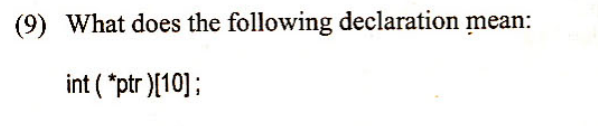 (9) What does the following declaration mean:
int ( *ptr )[10] ;